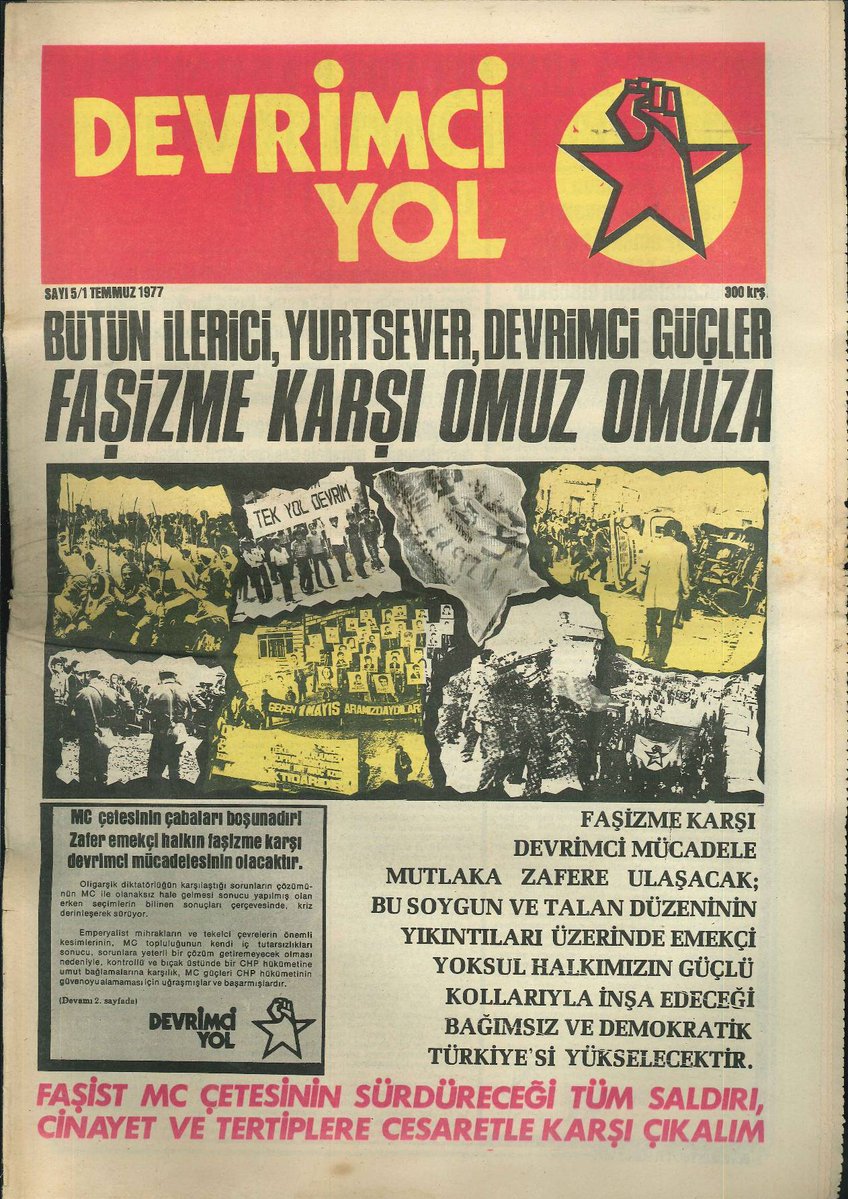 DEVRİMCİ
YOL
SAYI 5/1 TEMMUZ 1977
300 krş.
BÜTÜN İLERİCİ, YURTSEVER, DEVRİMCİ GÜÇLER
FAŞİZME KARŞI OMUZ OMUZA
TEK YOL DEVRİM
GEÇEN 1 MAYIS ARAMIZDAYDILAR
MC çetesinin çabaları boşunadır!
Zafer emekçi halkın faşizme karşı
devrimci mücadelesinin olacaktır.
Oligarşik diktatörlüğün karşılaştığı sorunların çözümü-
nün MC ile olanaksız hale gelmesi sonucu yapılmış olan
erken seçimlerin bilinen sonuçları çerçevesinde, kriz
derinleşerek sürüyor.
Emperyalist mihrakların ve tekelci çevrelerin önemli
kesimlerinin, MC topluluğunun kendi iç tutarsızlıkları
sonucu, sorunlara yeterli bir çözüm getiremeyecek olması
nedeniyle, kontrollü ve bıçak üstünde bir CHP hükümetine
umut bağlamalarına karşılık, MC güçleri CHP hükümetinin
güvenoyu alamaması için uğraşmışlar ve başarmışlardır.
(Devamı 2. sayfada)
DEVRİMCİ
YOL
FAŞİZME KARŞI
DEVRİMCİ MÜCADELE
MUTLAKA ZAFERE ULAŞACAK;
BU SOYGUN VE TALAN DÜZENİNİN
YIKINTILARI ÜZERİNDE EMEKÇİ
YOKSUL HALKIMIZIN GÜÇLÜ
KOLLARIYLA İNŞA EDECEĞİ
BAĞIMSIZ VE DEMOKRATİK
TÜRKİYE'Sİ YÜKSELECEKTİR.
FAŞİST MC ÇETESİNİN SÜRDÜRECEĞİ TÜM SALDIRI,
CİNAYET VE TERTİPLERE CESARETLE KARŞI ÇIKALIM